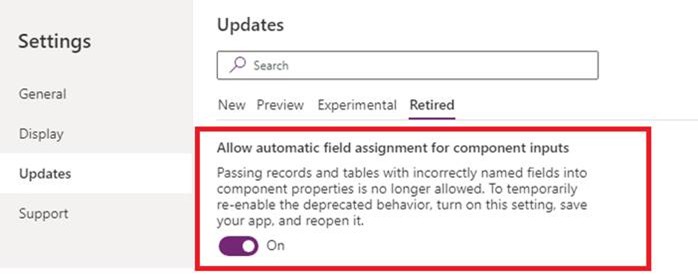 Settings
General
Display
Updates
Support
Updates
Search
New Preview Experimental Retired
Allow automatic field assignment for component inputs
Passing records and tables with incorrectly named fields into
component properties is no longer allowed. To temporarily
re-enable the deprecated behavior, turn on this setting, save
your app, and reopen it.
On